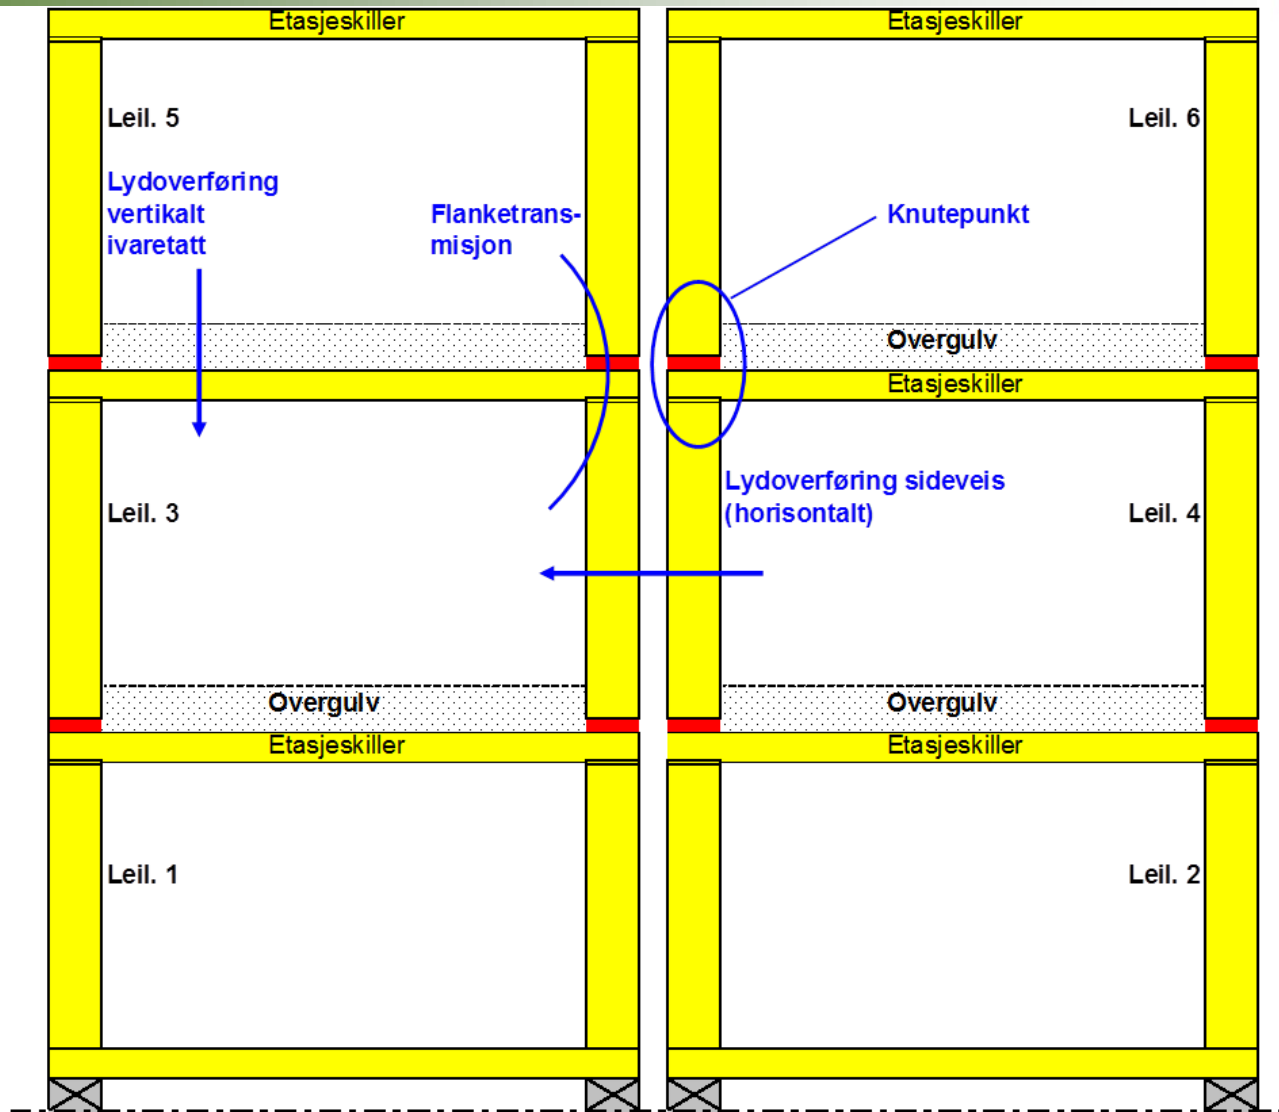 Etasjeskiller
Etasjeskiller
Leil. 5
Leil. 6
Lydoverføring
vertikalt
ivaretatt
Flanketrans-
misjon
Knutepunkt
Overgulv
Etasjeskiller
Lydoverføring sideveis
(horisontalt)
Leil. 3
Leil. 4
Overgulv
Overgulv
Etasjeskiller
Etasjeskiller
Leil. 1
Leil. 2